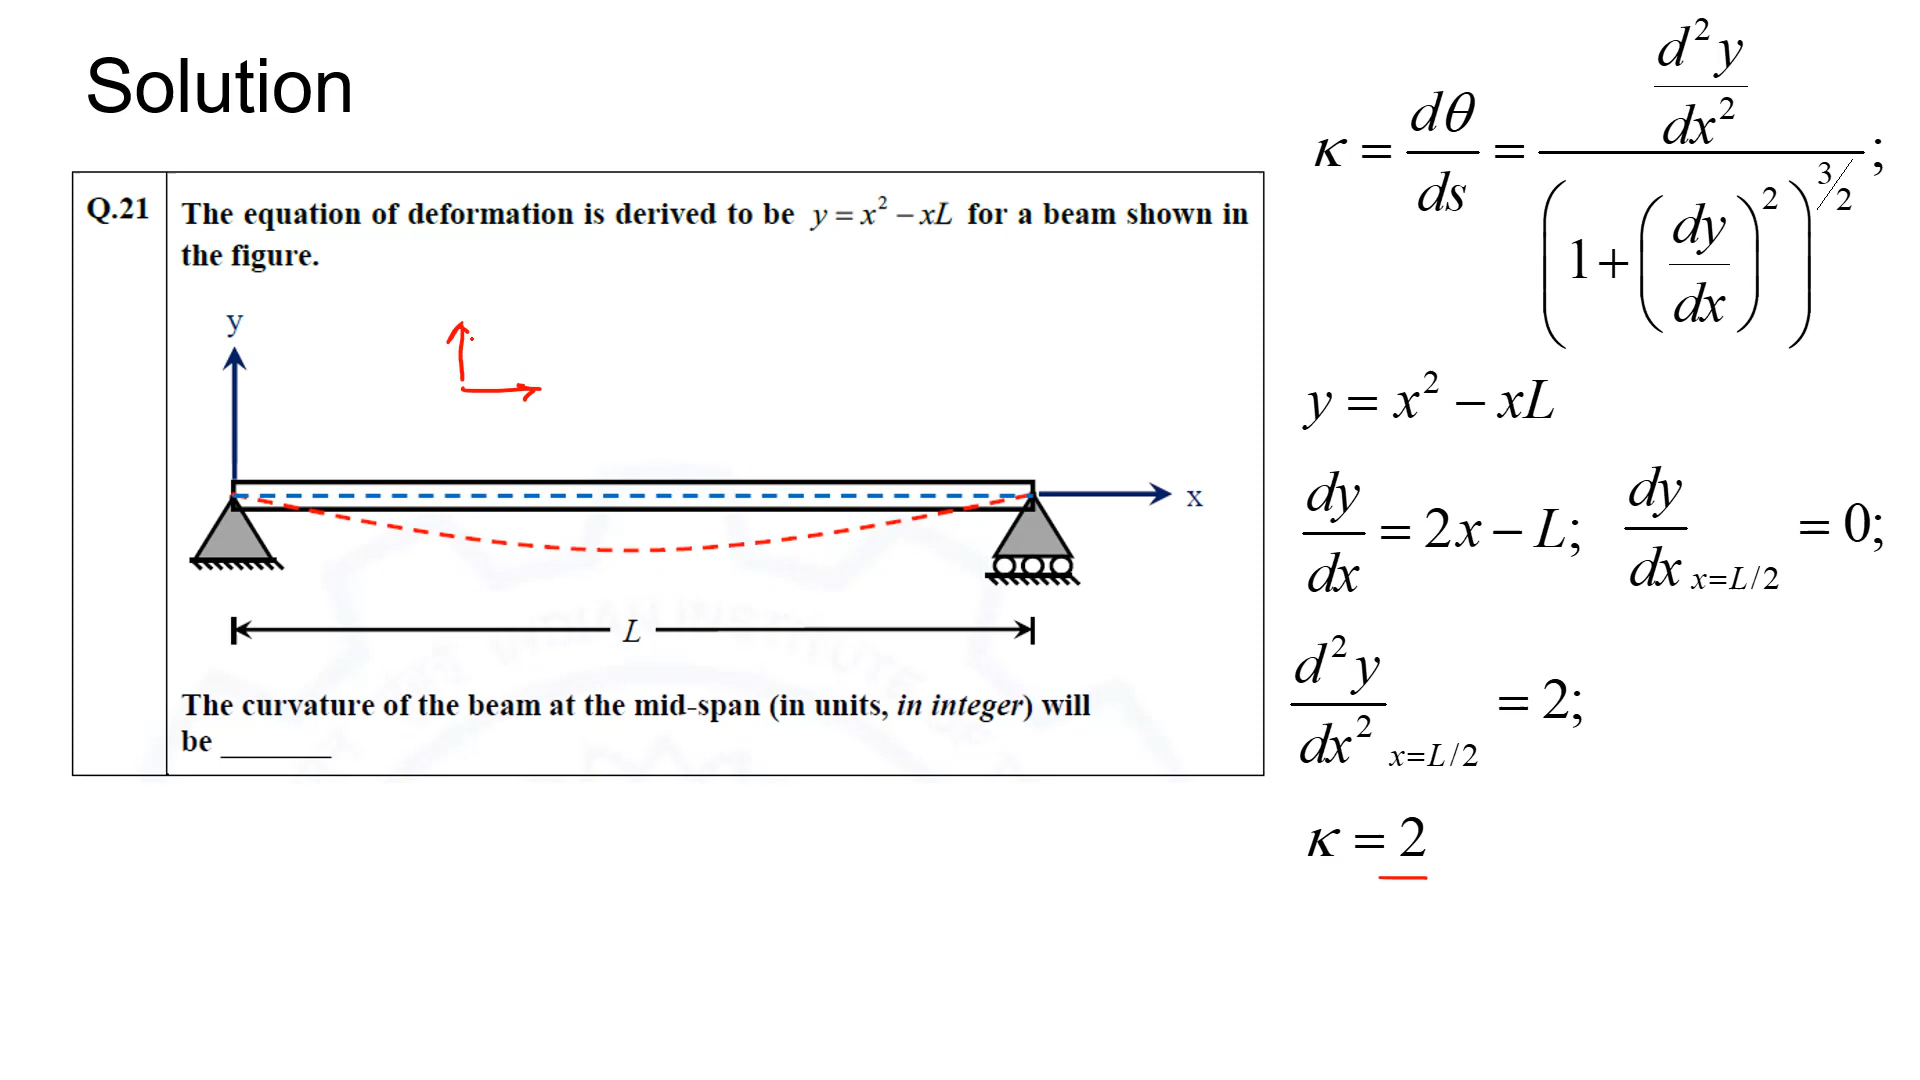 Solution
Q.21
The equation of deformation is derived to be y = x² − xL for a beam shown in
the figure.
y
x
L
The curvature of the beam at the mid-span (in units, in integer) will
be ________
κ = dθ/ds = (d²y/dx²) / (1 + (dy/dx)²)^(3/2);
y = x² − xL
dy/dx = 2x − L; dy/dx x=L/2 = 0;
d²y/dx² x=L/2 = 2;
κ = 2